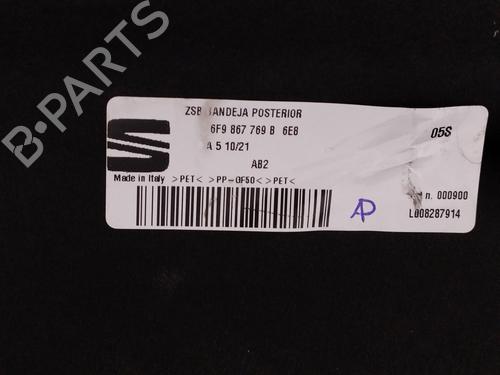 B-PARTS
ZSB BANDEJA POSTERIOR
6F9 867 769 B 6E8
05S
A 5 10/21
AB2
Made in Italy >PET< >PP-GF50<>PET<
n. 000900
AP
L008287914